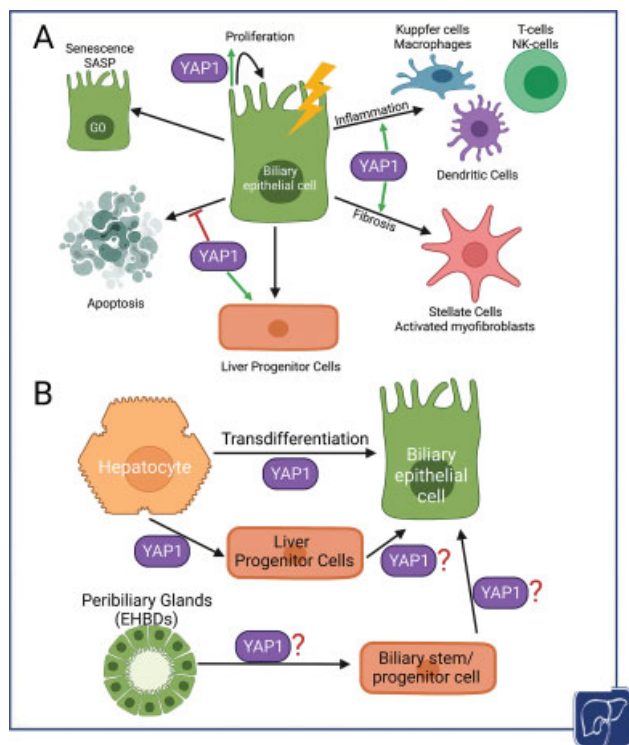 A
Senescence
SASP
GO
YAP1
Proliferation
Biliary
epithelial cell
Kupffer cells
Macrophages
T-cells
NK-cells
Inflammation
YAP1
Dendritic Cells
Fibrosis
Apoptosis
YAP1
Stellate Cells
Activated myofibroblasts
Liver Progenitor Cells
B
Hepatocyte
Transdifferentiation
YAP1
Biliary
epithelial
cell
YAP1
Liver
Progenitor Cells
YAP1?
Peribiliary Glands
(EHBDs)
YAP1?
YAP1?
Biliary stem/
progenitor cell